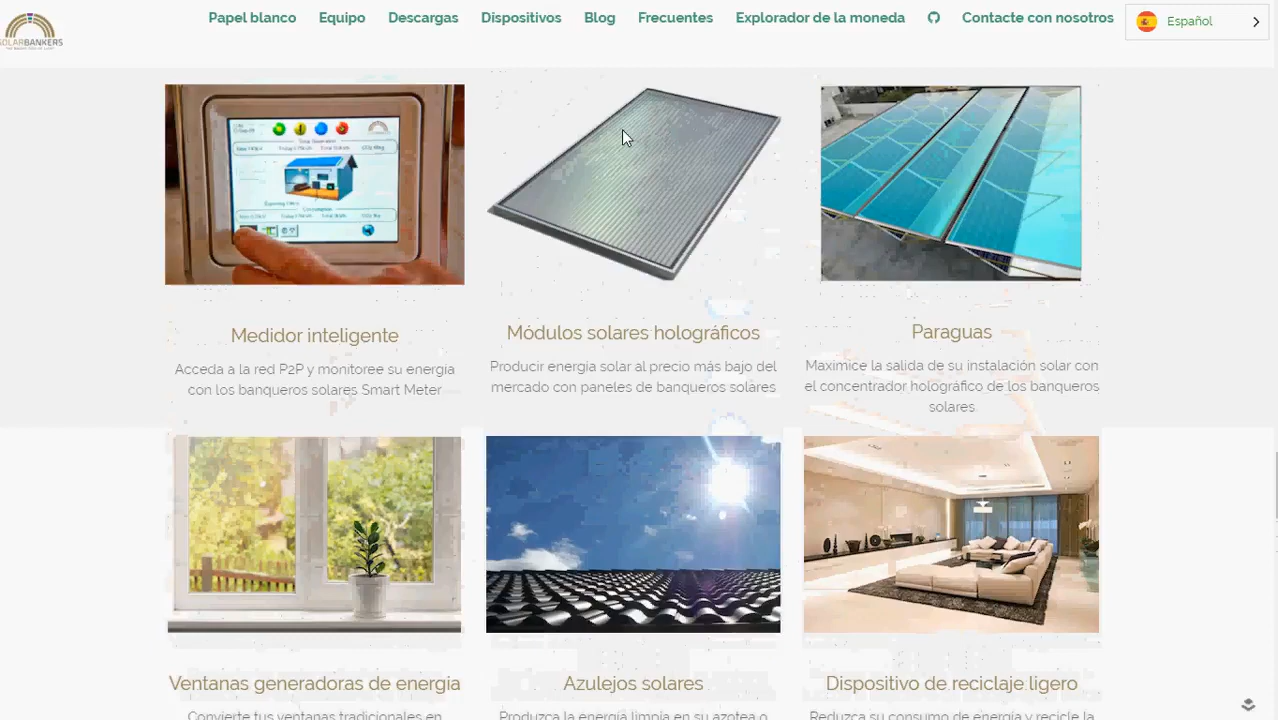 Papel blanco Equipo Descargas Dispositivos Blog Frecuentes Explorador de la moneda Contacte con nosotros Español
SOLARBANKERS
Medidor inteligente
Acceda a la red P2P y monitoree su energía
con los banqueros solares Smart Meter
Módulos solares holográficos
Producir energía solar al precio más bajo del
mercado con paneles de banqueros solares
Paraguas
Maximice la salida de su instalación solar con
el concentrador holográfico de los banqueros
solares.
Ventanas generadoras de energía
Convierte tus ventanas tradicionales en
Azulejos solares
Produzca la energía limpia en su azotea o
Dispositivo de reciclaje ligero
Reduzca su consumo de energía y recicle la